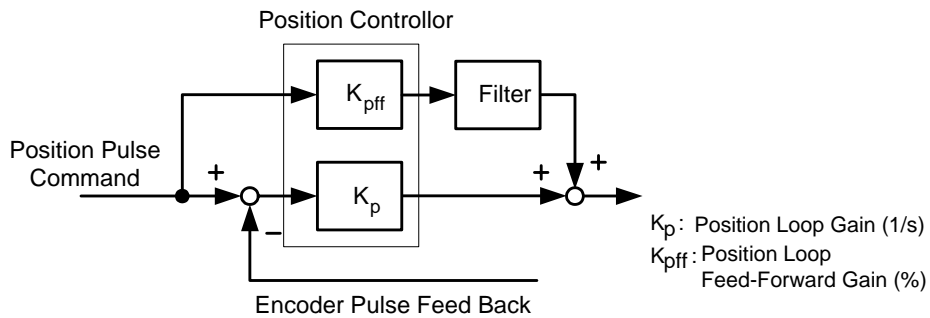 Position Controllor
Kpff
Filter
Position Pulse
Command
+
+
+
Kp
−
Kp: Position Loop Gain (1/s)
Kpff: Position Loop
Feed-Forward Gain (%)
Encoder Pulse Feed Back